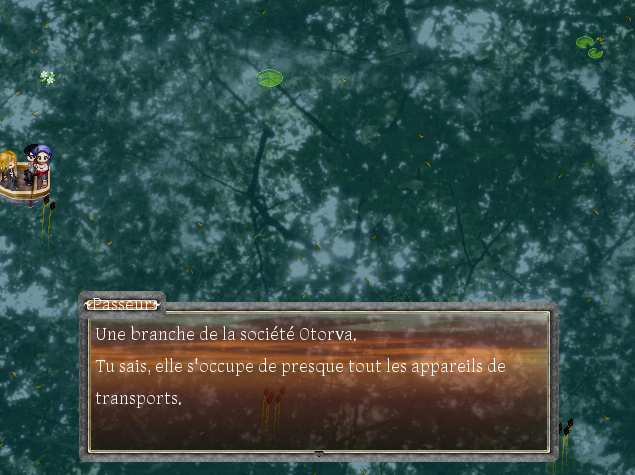 Passeur
Une branche de la société Otorva.
Tu sais, elle s'occupe de presque tout les appareils de
transports.